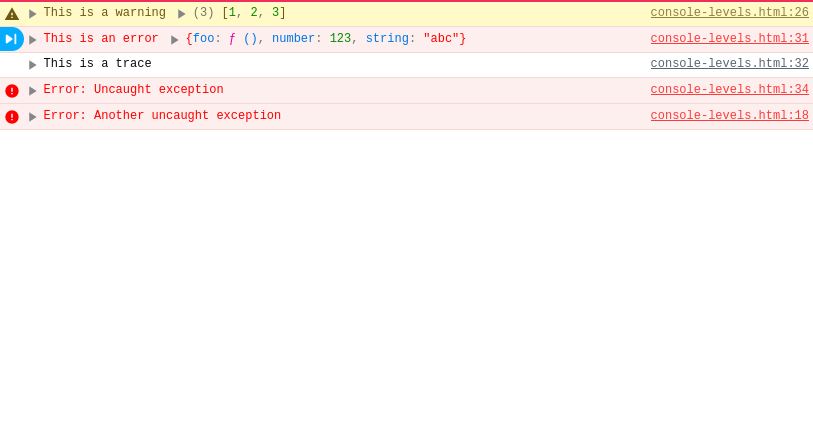 This is a warning (3) [1, 2, 3] console-levels.html:26
This is an error {foo: ƒ (), number: 123, string: "abc"} console-levels.html:31
This is a trace console-levels.html:32
Error: Uncaught exception console-levels.html:34
Error: Another uncaught exception console-levels.html:18